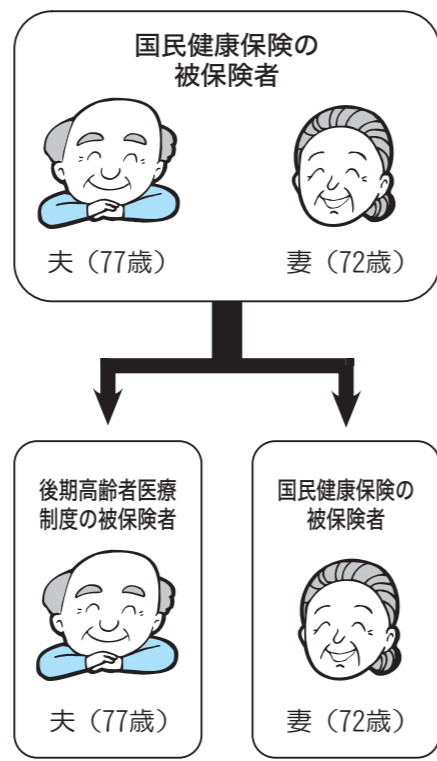 国民健康保険の
被保険者
夫（77歳）
妻（72歳）
後期高齢者医療
制度の被保険者
夫（77歳）
国民健康保険の
被保険者
妻（72歳）